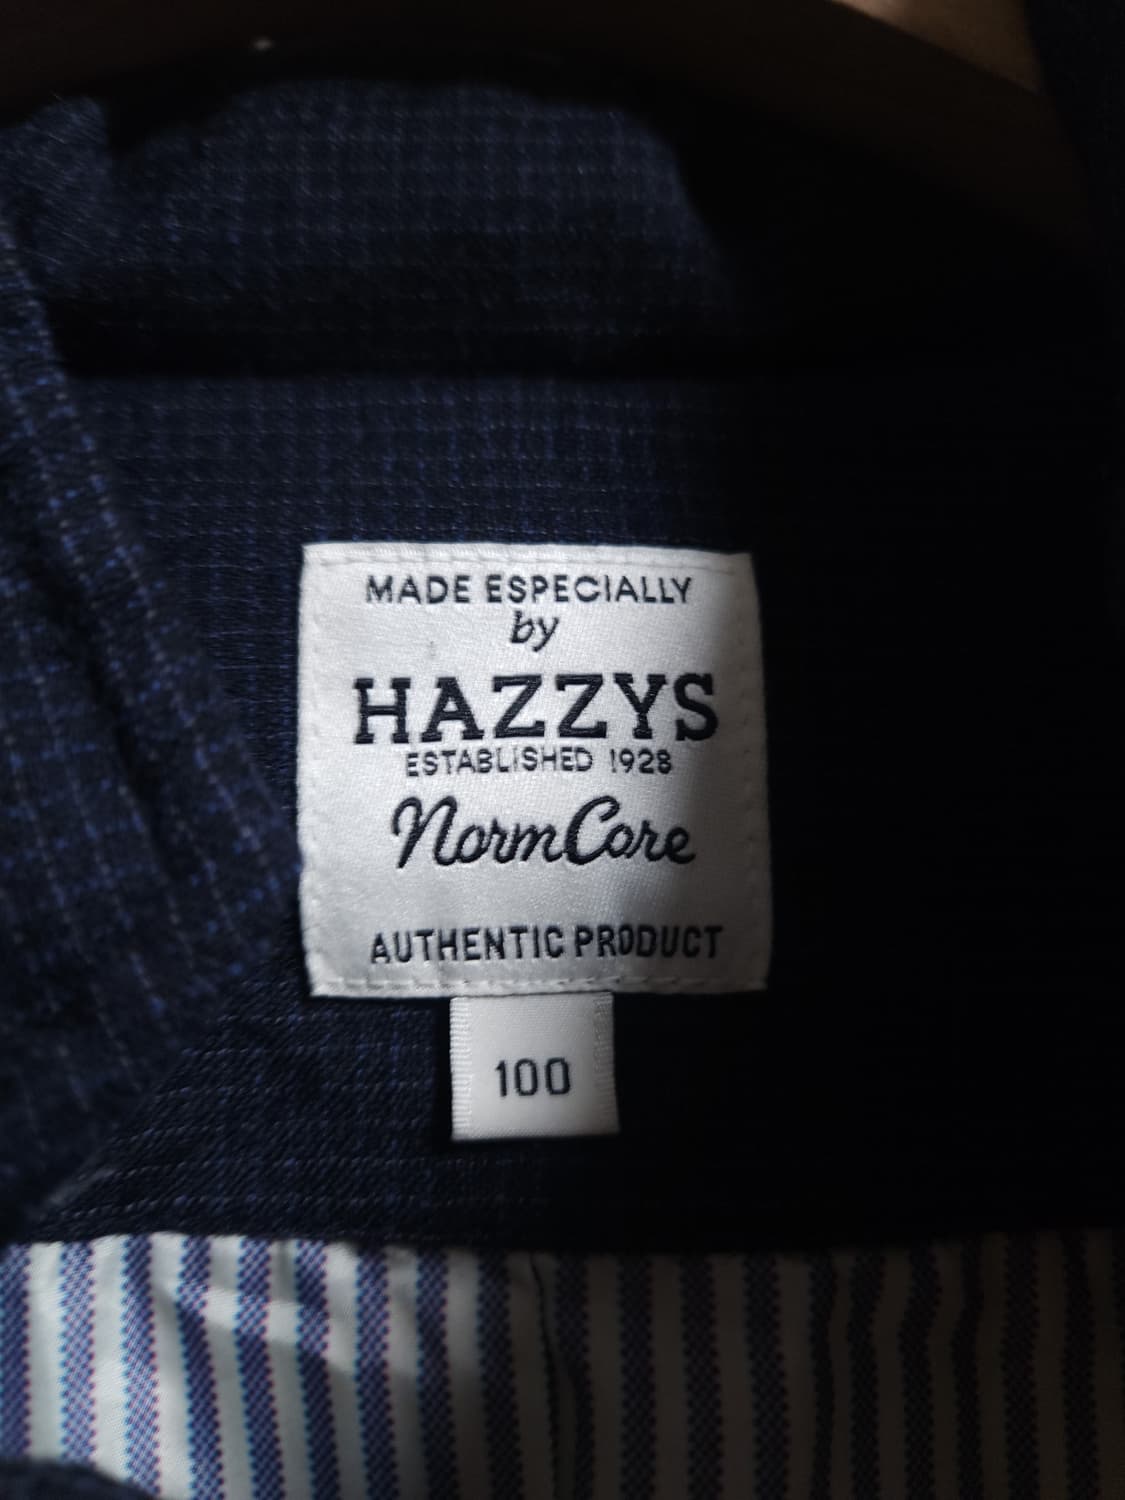 MADE ESPECIALLY
by
HAZZYS
ESTABLISHED 1928
NormCore
AUTHENTIC PRODUCT
100